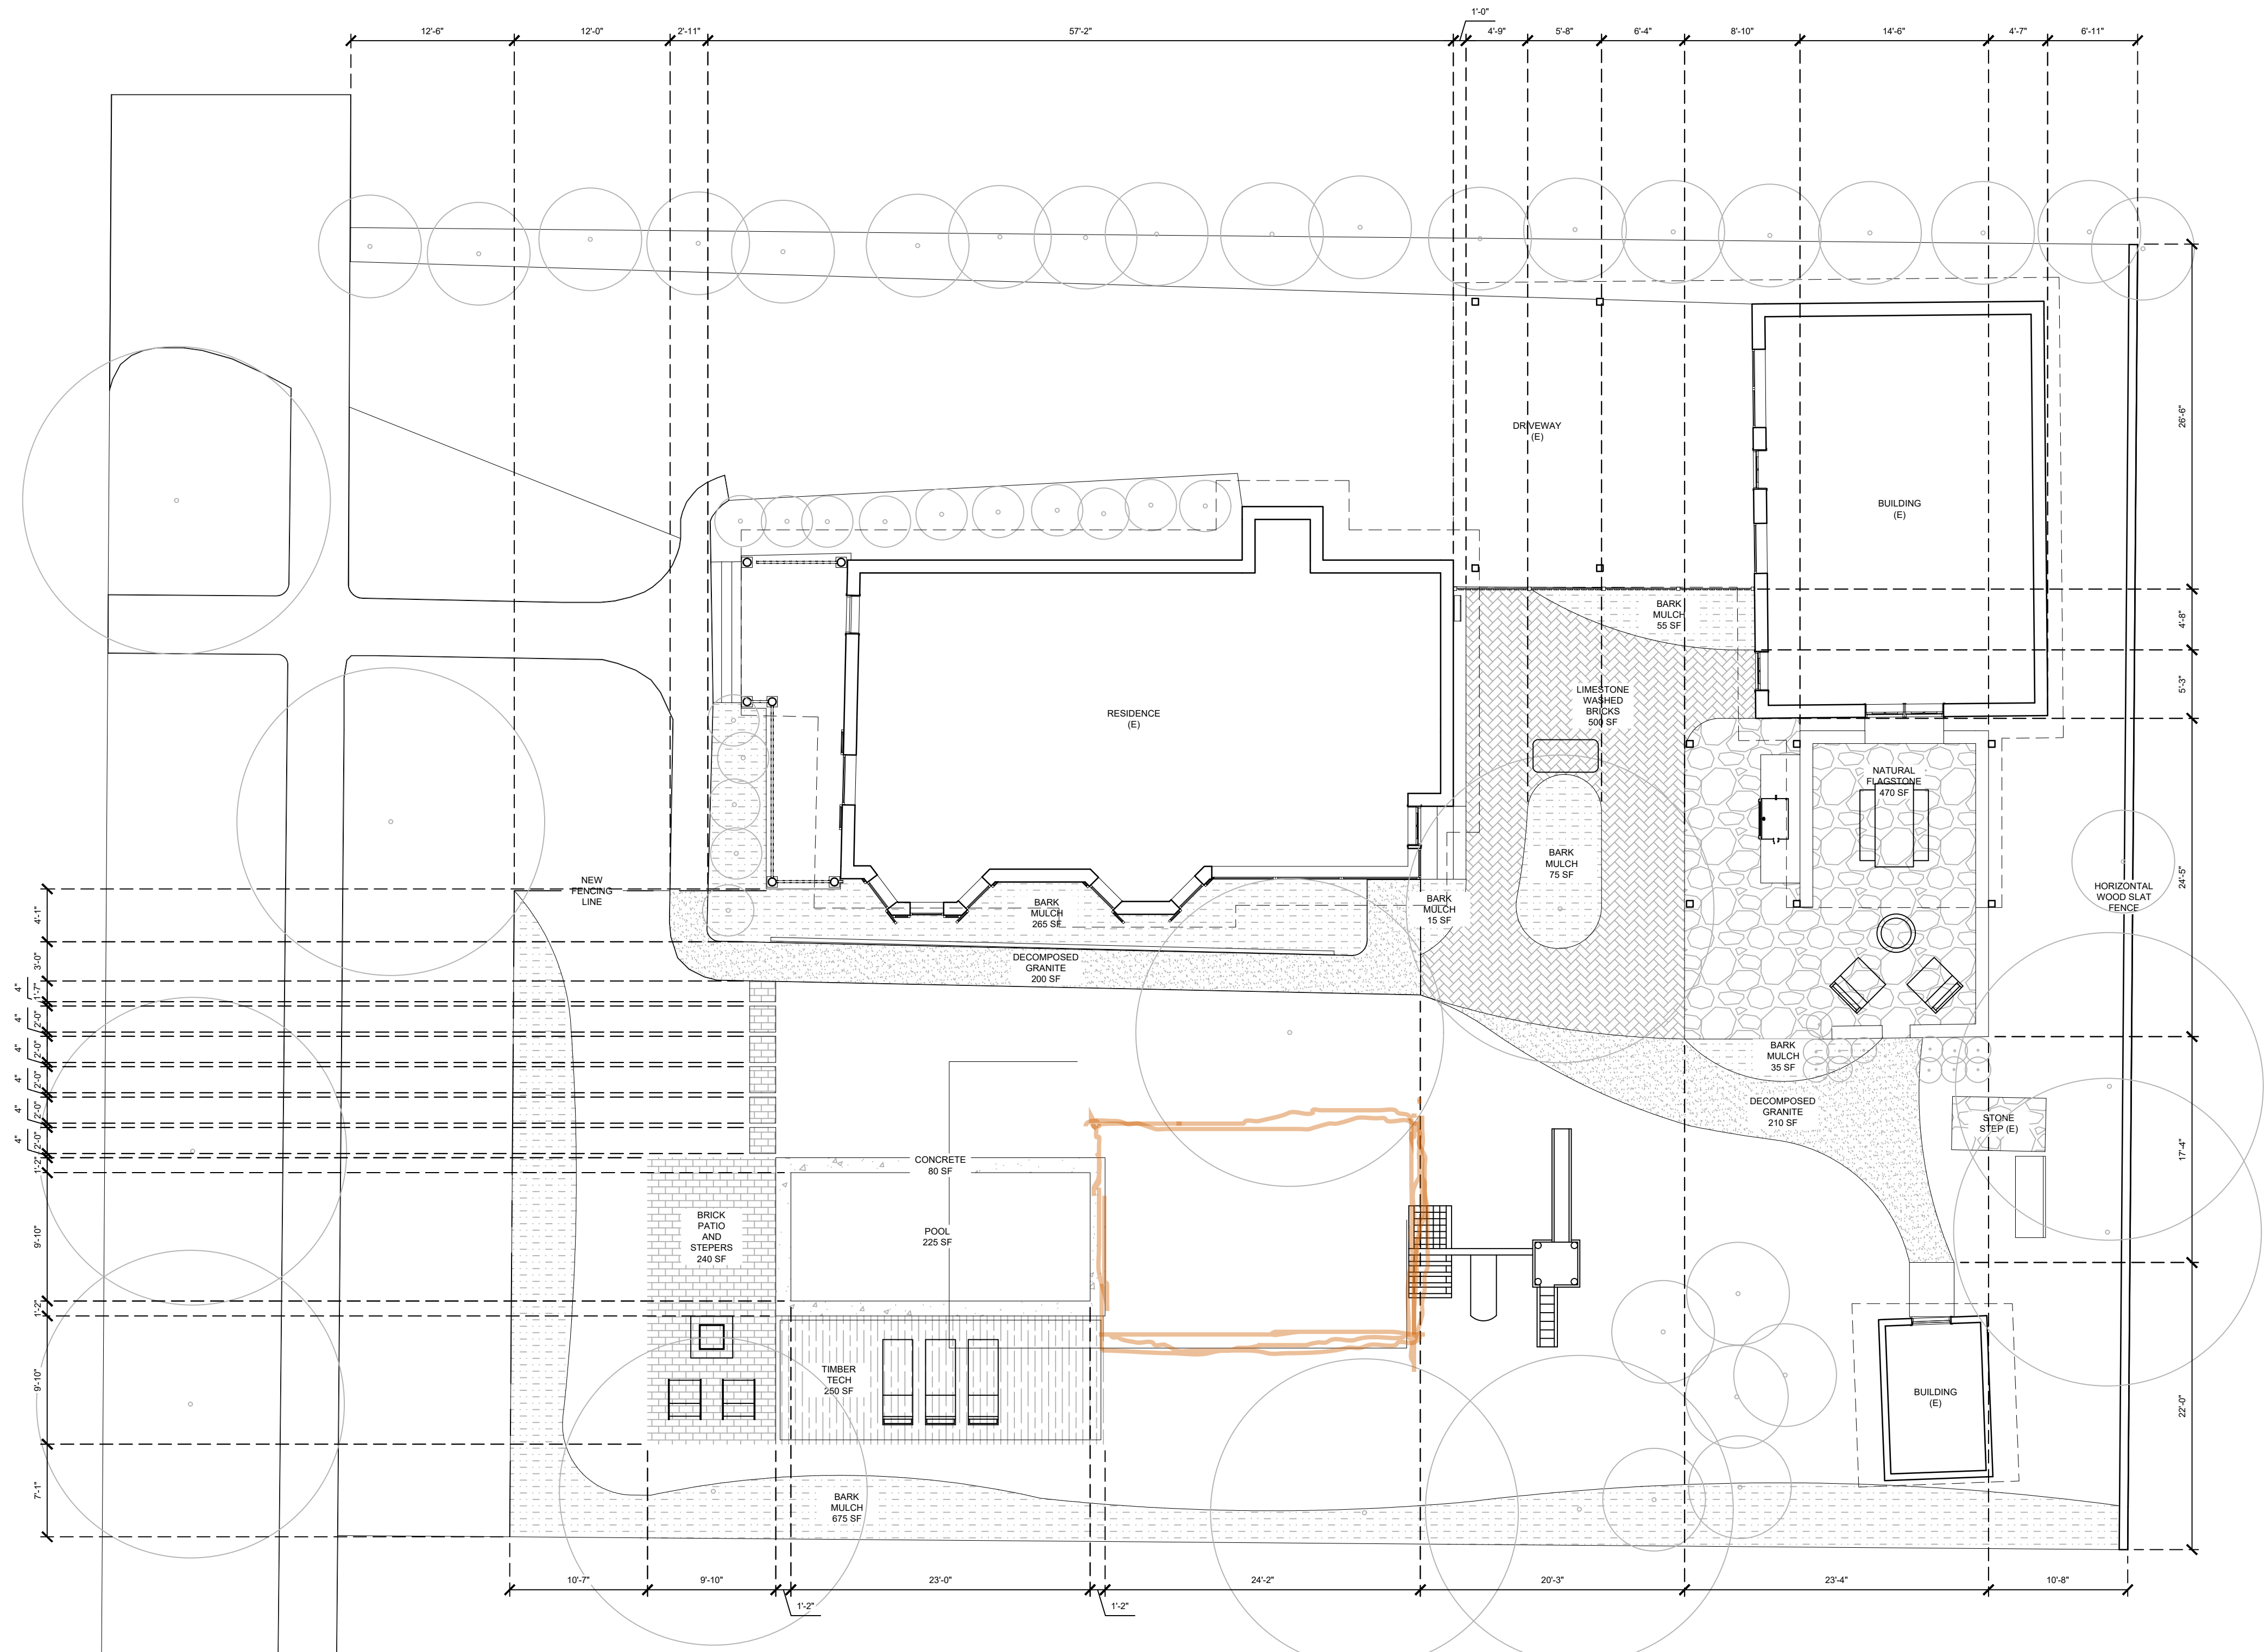 1'-0"
12'-6"
12'-0"
2'-11"
57'-2"
4'-9"
5'-8"
6'-4"
8'-10"
14'-6"
4'-7"
6'-11"
26'-6"
4'-8"
5'-3"
24'-5"
17'-4"
22'-0"
DRIVEWAY
(E)
BUILDING
(E)
BARK
MULCH
55 SF
RESIDENCE
(E)
LIMESTONE
WASHED
BRICKS
500 SF
NATURAL
FLAGSTONE
470 SF
BARK
MULCH
75 SF
NEW
FENCING
LINE
BARK
MULCH
265 SF
BARK
MULCH
15 SF
HORIZONTAL
WOOD SLAT
FENCE
DECOMPOSED
GRANITE
200 SF
BARK
MULCH
35 SF
DECOMPOSED
GRANITE
210 SF
STONE
STEP (E)
CONCRETE
80 SF
BRICK
PATIO
AND
STEPERS
240 SF
POOL
225 SF
TIMBER
TECH
250 SF
BUILDING
(E)
BARK
MULCH
675 SF
4'-1"
3'-0"
1'-7"
4"
2'-0"
4"
2'-0"
4"
2'-0"
4"
2'-0"
4"
2'-0"
4"
1'-2"
9'-10"
1'-2"
9'-10"
7'-1"
10'-7"
9'-10"
1'-2"
23'-0"
1'-2"
24'-2"
20'-3"
23'-4"
10'-8"